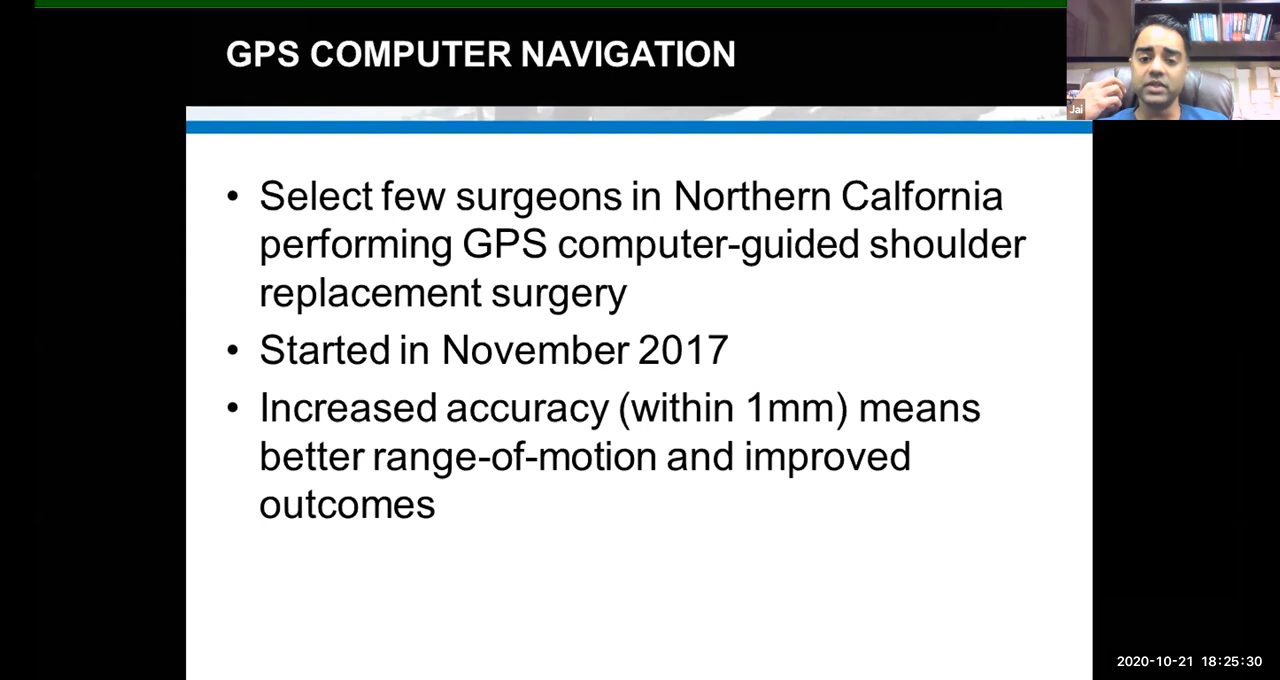 GPS COMPUTER NAVIGATION
Jai
• Select few surgeons in Northern Calfornia
performing GPS computer-guided shoulder
replacement surgery
• Started in November 2017
• Increased accuracy (within 1mm) means
better range-of-motion and improved
outcomes
2020-10-21 18:25:30